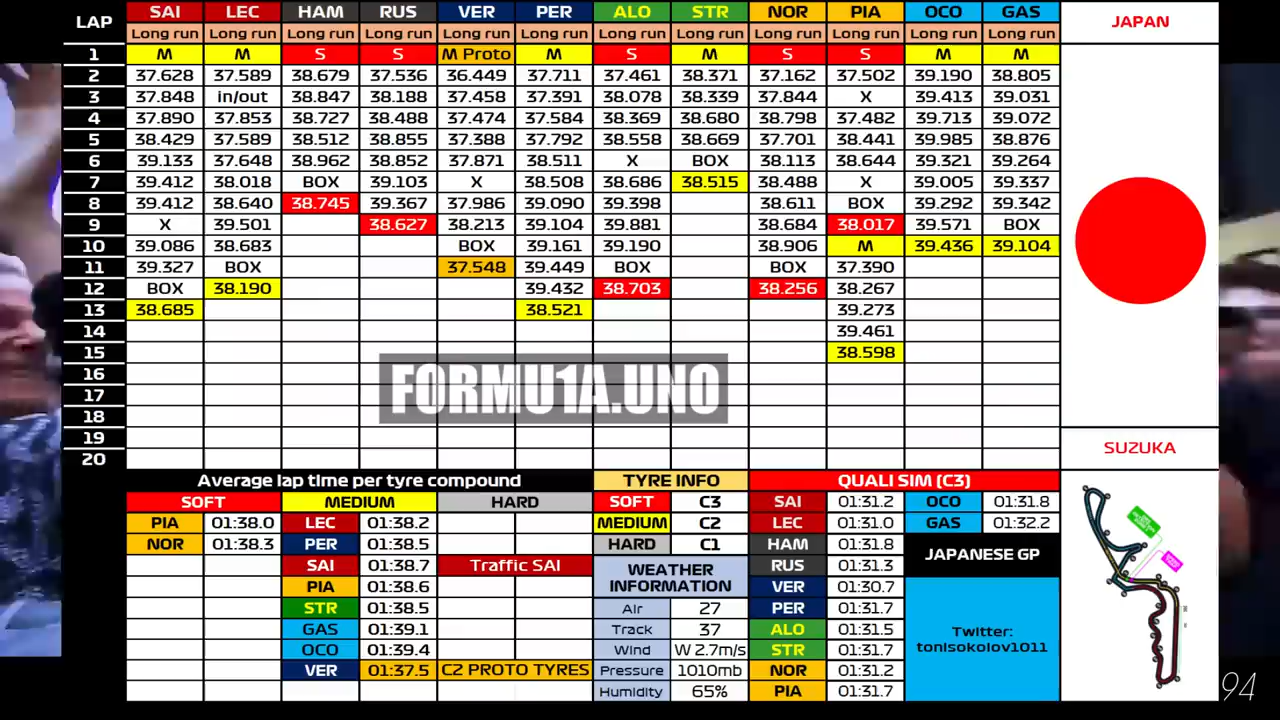 LAP SAI LEC HAM RUS VER PER ALO STR NOR PIA OCO GAS JAPAN
Long run Long run Long run Long run Long run Long run Long run Long run Long run Long run Long run Long run
1 M M S S M Proto M S M S S M M
2 37.628 37.589 38.679 37.536 36.449 37.711 37.461 38.371 37.162 37.502 39.190 38.805
3 37.848 in/out 38.847 38.188 37.458 37.391 38.078 38.339 37.844 X 39.413 39.031
4 37.890 37.853 38.727 38.488 37.474 37.584 38.369 38.680 38.798 37.482 39.713 39.072
5 38.429 37.589 38.512 38.855 37.388 37.792 38.558 38.669 37.701 38.441 39.985 38.876
6 39.133 37.648 38.962 38.852 37.871 38.511 X BOX 38.113 38.644 39.321 39.264
7 39.412 38.018 BOX 39.103 X 38.508 38.686 38.515 38.488 X 39.005 39.337
8 39.412 38.640 38.745 39.367 37.986 39.090 39.398 38.611 BOX 39.292 39.342
9 X 39.501 38.627 38.213 39.104 39.881 38.684 38.017 39.571 BOX
10 39.086 38.683 BOX 39.161 39.190 38.906 M 39.436 39.104
11 39.327 BOX 37.548 39.449 BOX BOX 37.390
12 BOX 38.190 39.432 38.703 38.256 38.267
13 38.685 38.521 39.273
14 39.461
15 38.598
16
17
18
19
20
FORMU1A.UNO
SUZUKA
Average lap time per tyre compound TYRE INFO QUALI SIM (C3)
SOFT MEDIUM HARD SOFT C3 SAI 01:31.2 OCO 01:31.8
PIA 01:38.0 LEC 01:38.2 MEDIUM C2 LEC 01:31.0 GAS 01:32.2
NOR 01:38.3 PER 01:38.5 HARD C1 HAM 01:31.8
JAPANESE GP
SAI 01:38.7 Traffic SAI WEATHER RUS 01:31.3
PIA 01:38.6 INFORMATION VER 01:30.7
STR 01:38.5 Air 27 PER 01:31.7
GAS 01:39.1 Track 37 ALO 01:31.5
Twitter:
tonisokolov1011
OCO 01:39.4 Wind W 2.7m/s STR 01:31.7
VER 01:37.5 C2 PROTO TYRES Pressure 1010mb NOR 01:31.2
Humidity 65% PIA 01:31.7
94